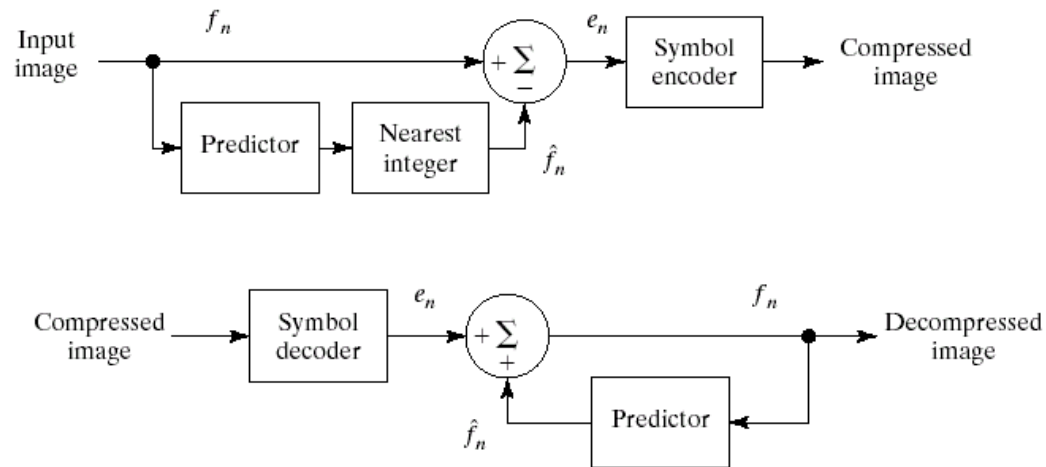 Input
image
f_n
Predictor
Nearest
integer
+ Σ
−
f̂_n
e_n
Symbol
encoder
Compressed
image
Compressed
image
Symbol
decoder
e_n
+ Σ
+
f̂_n
Predictor
f_n
Decompressed
image